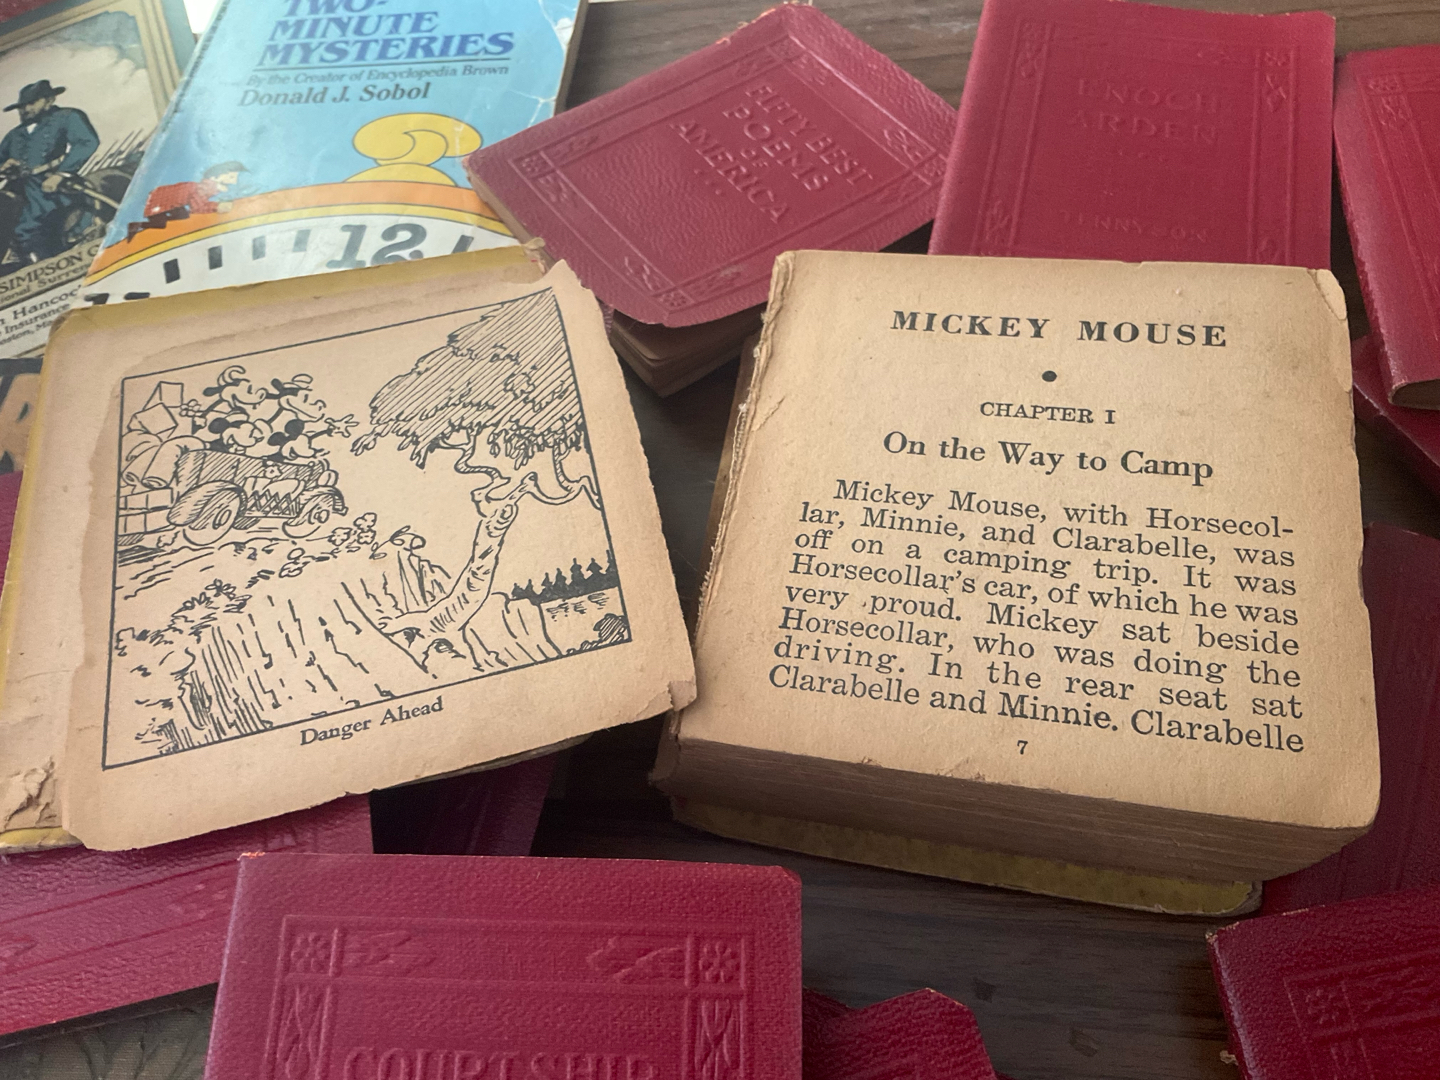 TWO-
MINUTE
MYSTERIES
By the Creator of Encyclopedia Brown
Donald J. Sobol
12
FIFTY BEST
POEMS
OF
AMERICA
ENOCH
ARDEN
TENNYSON
SIMPSON G
Hancock
Insurance
Danger Ahead
MICKEY MOUSE
CHAPTER I
On the Way to Camp
Mickey Mouse, with Horsecol-
lar, Minnie, and Clarabelle, was
off on a camping trip. It was
Horsecollar's car, of which he was
very proud. Mickey sat beside
Horsecollar, who was doing the
driving. In the rear seat sat
Clarabelle and Minnie. Clarabelle
7
COURTSHIP